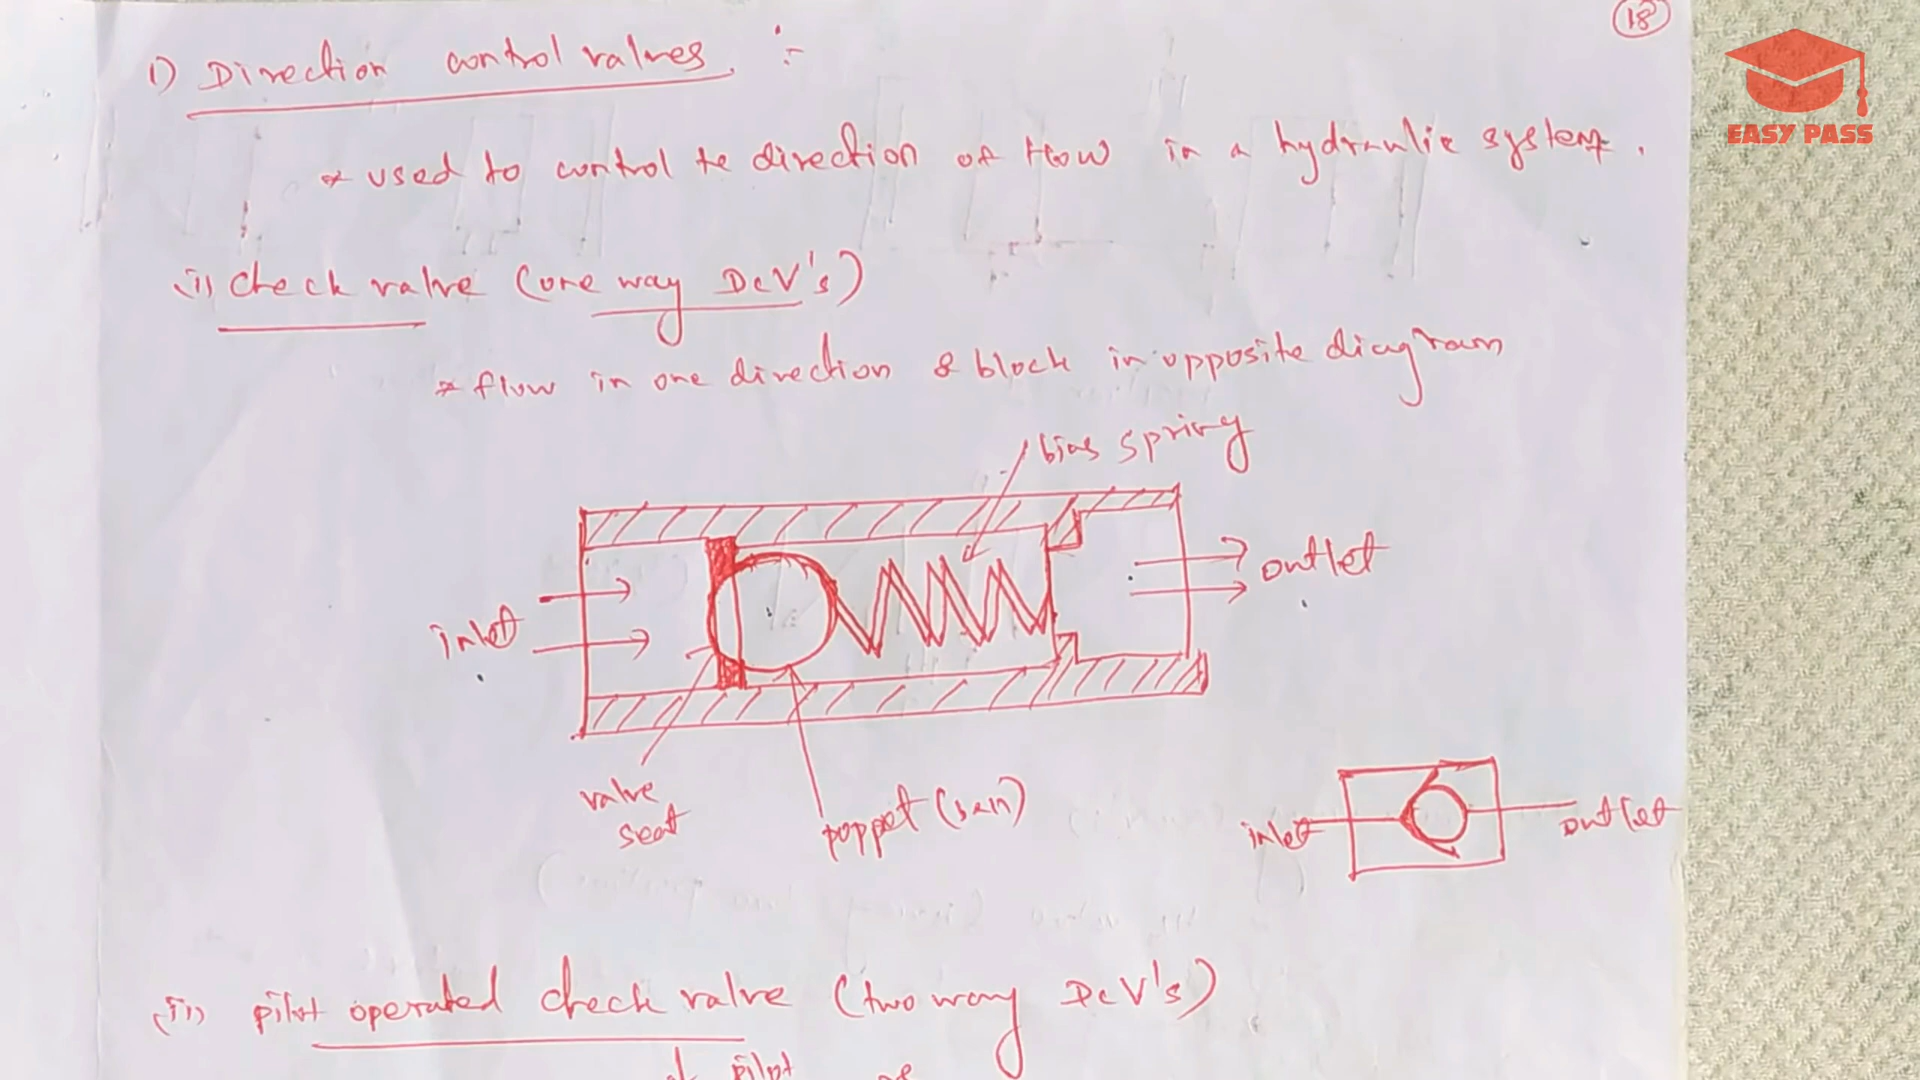 18
EASY PASS
1) Direction control valves :-
* used to control te direction of flow in a hydraulic system.
i) check valve (one way DCV's)
* flow in one direction & block in opposite diagram
bias spring
outlet
inlet
valve seat
poppet (ball)
inlet
outlet
ii) pilot operated check valve (two way DCV's)
pilot